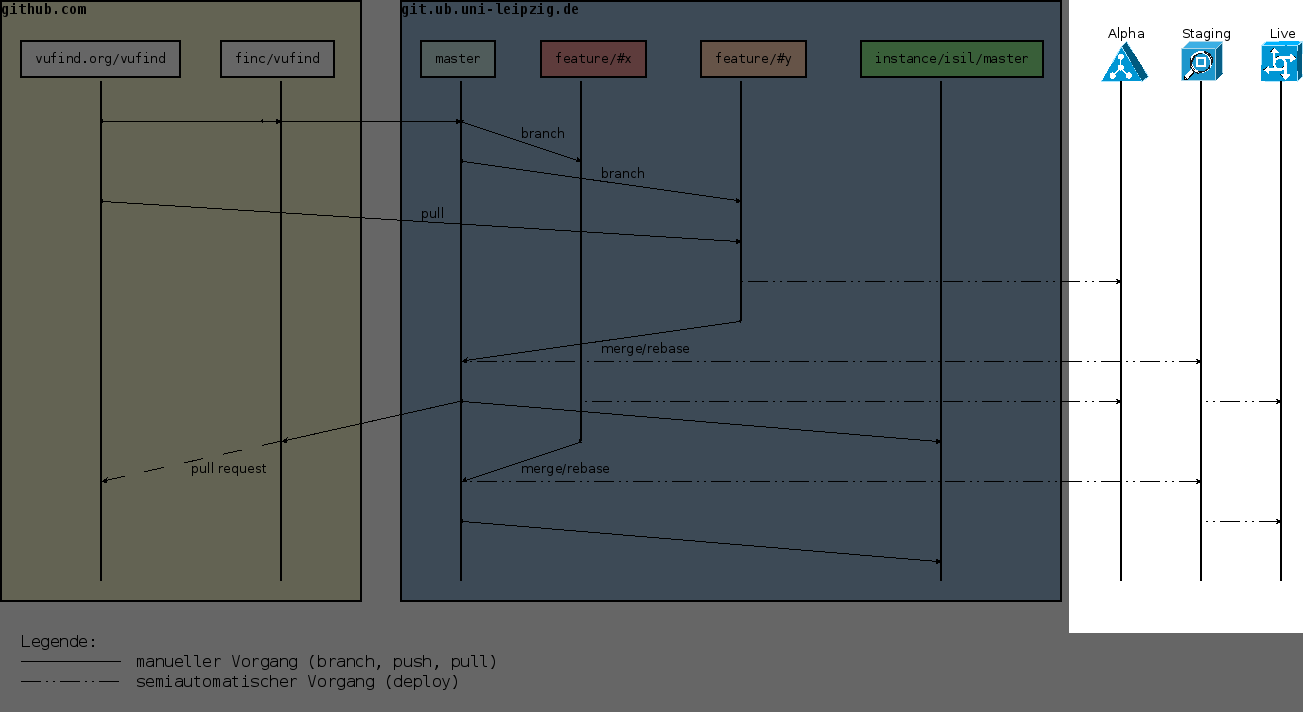 github.com
git.ub.uni-leipzig.de
Alpha
Staging
Live
vufind.org/vufind
finc/vufind
master
feature/#x
feature/#y
instance/isil/master
branch
branch
pull
merge/rebase
pull request
merge/rebase
Legende:
manueller Vorgang (branch, push, pull)
semiautomatischer Vorgang (deploy)